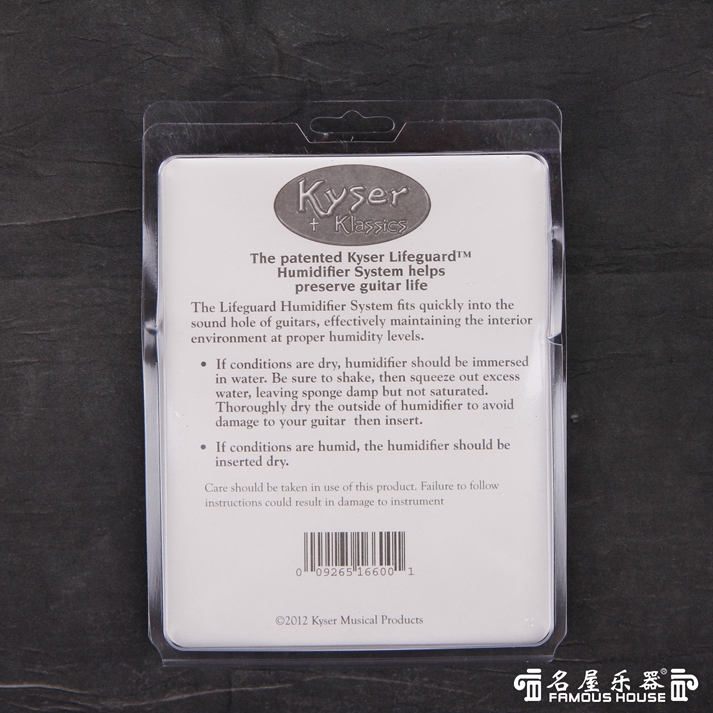 Kyser
+ Klassics
The patented Kyser Lifeguard™
Humidifier System helps
preserve guitar life
The Lifeguard Humidifier System fits quickly into the
sound hole of guitars, effectively maintaining the interior
environment at proper humidity levels.
• If conditions are dry, humidifier should be immersed
in water. Be sure to shake, then squeeze out excess
water, leaving sponge damp but not saturated.
Thoroughly dry the outside of humidifier to avoid
damage to your guitar then insert.
• If conditions are humid, the humidifier should be
inserted dry.
Care should be taken in use of this product. Failure to follow
instructions could result in damage to instrument
0 09265 16600 1
©2012 Kyser Musical Products
名屋乐器®
FAMOUS HOUSE